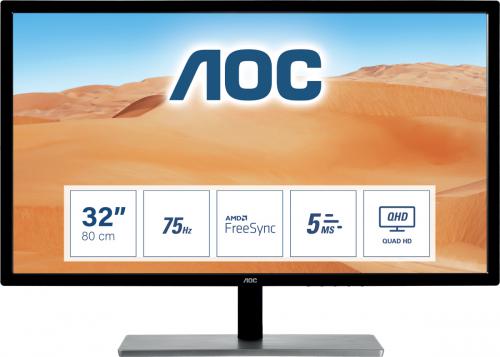 AOC
32"
80 cm
75Hz
AMD
FreeSync
5 MS
QHD
QUAD HD
AOC